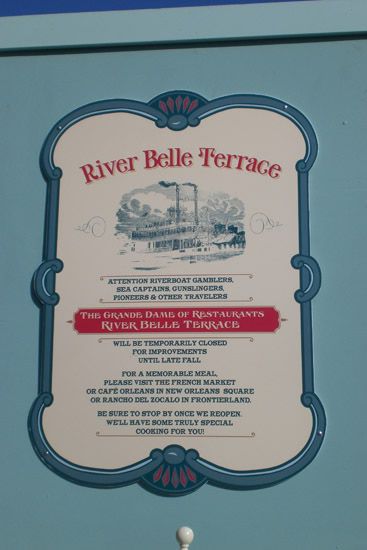 River Belle Terrace
ATTENTION RIVERBOAT GAMBLERS,
SEA CAPTAINS, GUNSLINGERS,
PIONEERS & OTHER TRAVELERS
THE GRANDE DAME OF RESTAURANTS
RIVER BELLE TERRACE
WILL BE TEMPORARILY CLOSED
FOR IMPROVEMENTS
UNTIL LATE FALL
FOR A MEMORABLE MEAL,
PLEASE VISIT THE FRENCH MARKET
OR CAFÉ ORLEANS IN NEW ORLEANS SQUARE
OR RANCHO DEL ZOCALO IN FRONTIERLAND.
BE SURE TO STOP BY ONCE WE REOPEN.
WE'LL HAVE SOME TRULY SPECIAL
COOKING FOR YOU!